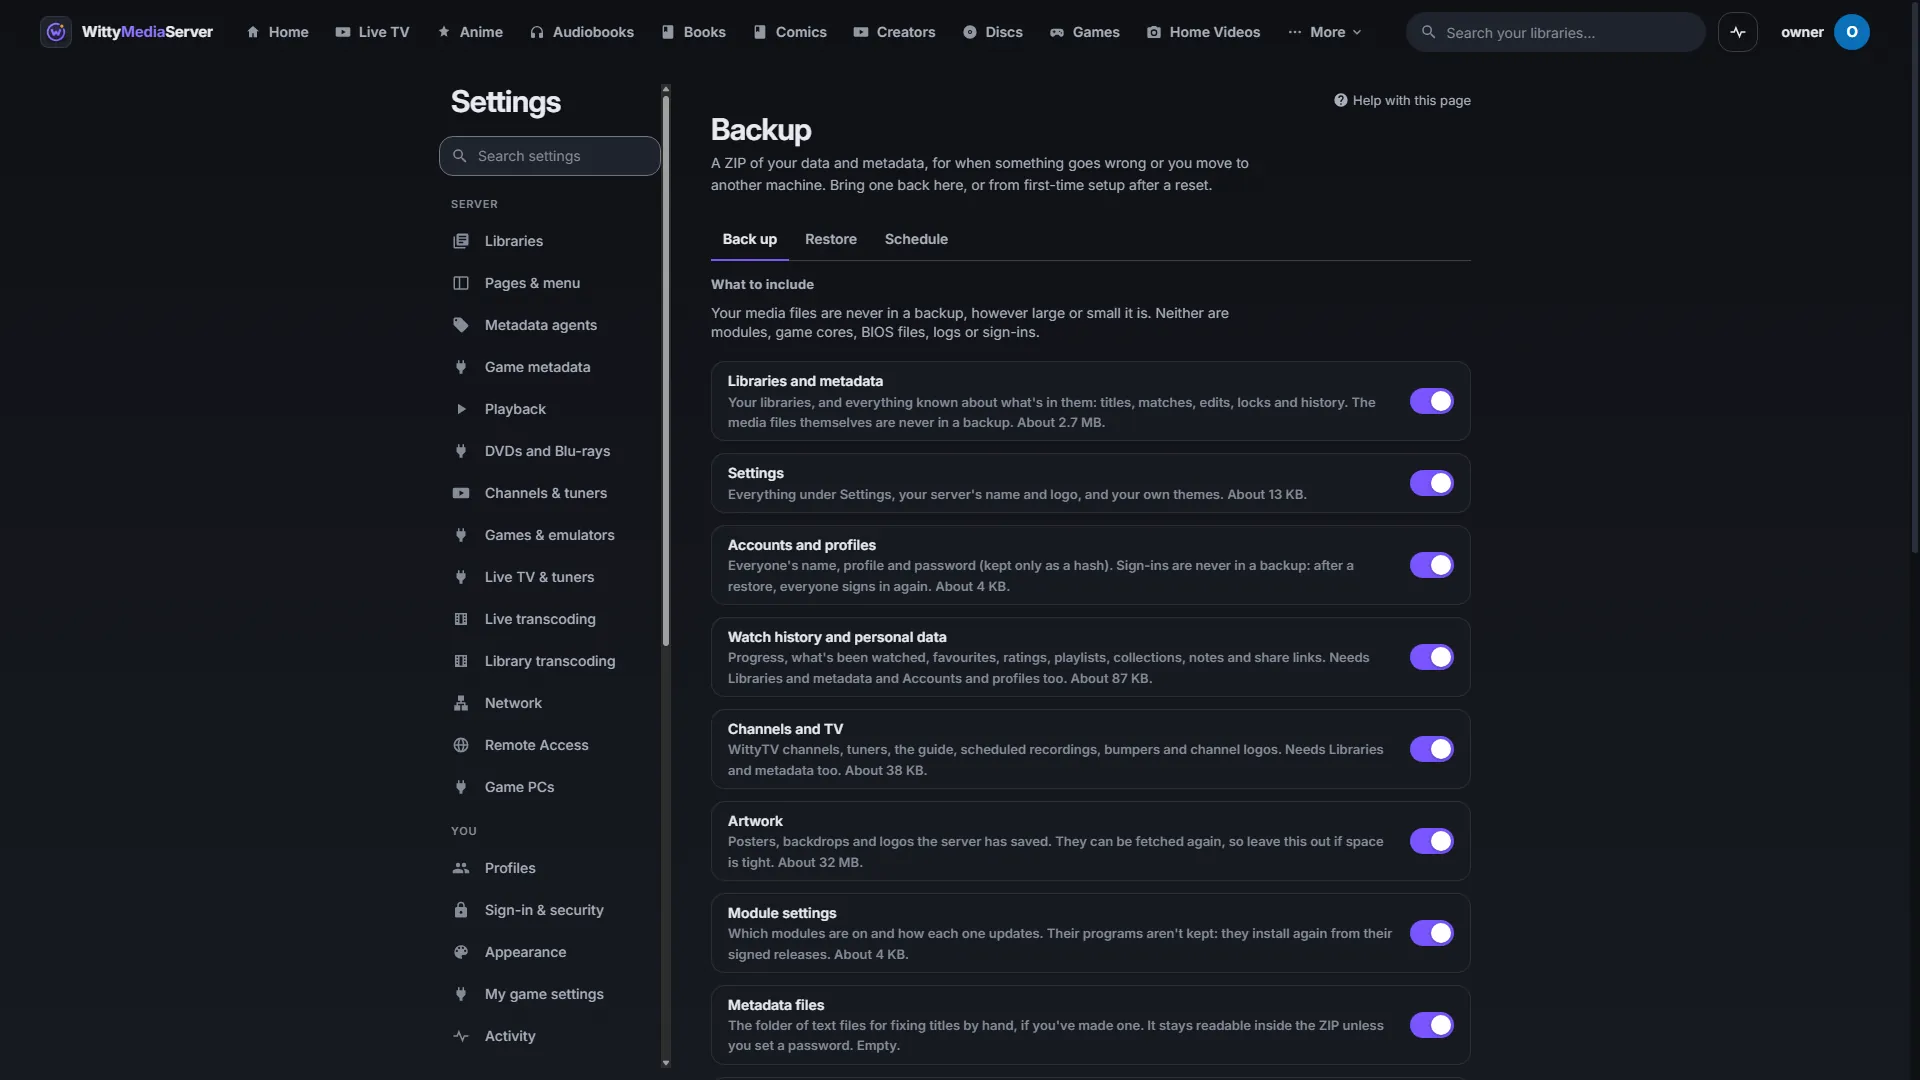 WittyMediaServer
Home
Live TV
Anime
Audiobooks
Books
Comics
Creators
Discs
Games
Home Videos
More
Search your libraries...
owner
O
Settings
Search settings
SERVER
Libraries
Pages & menu
Metadata agents
Game metadata
Playback
DVDs and Blu-rays
Channels & tuners
Games & emulators
Live TV & tuners
Live transcoding
Library transcoding
Network
Remote Access
Game PCs
YOU
Profiles
Sign-in & security
Appearance
My game settings
Activity
Help with this page
Backup
A ZIP of your data and metadata, for when something goes wrong or you move to
another machine. Bring one back here, or from first-time setup after a reset.
Back up
Restore
Schedule
What to include
Your media files are never in a backup, however large or small it is. Neither are
modules, game cores, BIOS files, logs or sign-ins.
Libraries and metadata
Your libraries, and everything known about what's in them: titles, matches, edits, locks and history. The
media files themselves are never in a backup. About 2.7 MB.
Settings
Everything under Settings, your server's name and logo, and your own themes. About 13 KB.
Accounts and profiles
Everyone's name, profile and password (kept only as a hash). Sign-ins are never in a backup: after a
restore, everyone signs in again. About 4 KB.
Watch history and personal data
Progress, what's been watched, favourites, ratings, playlists, collections, notes and share links. Needs
Libraries and metadata and Accounts and profiles too. About 87 KB.
Channels and TV
WittyTV channels, tuners, the guide, scheduled recordings, bumpers and channel logos. Needs Libraries
and metadata too. About 38 KB.
Artwork
Posters, backdrops and logos the server has saved. They can be fetched again, so leave this out if space
is tight. About 32 MB.
Module settings
Which modules are on and how each one updates. Their programs aren't kept: they install again from their
signed releases. About 4 KB.
Metadata files
The folder of text files for fixing titles by hand, if you've made one. It stays readable inside the ZIP unless
you set a password. Empty.